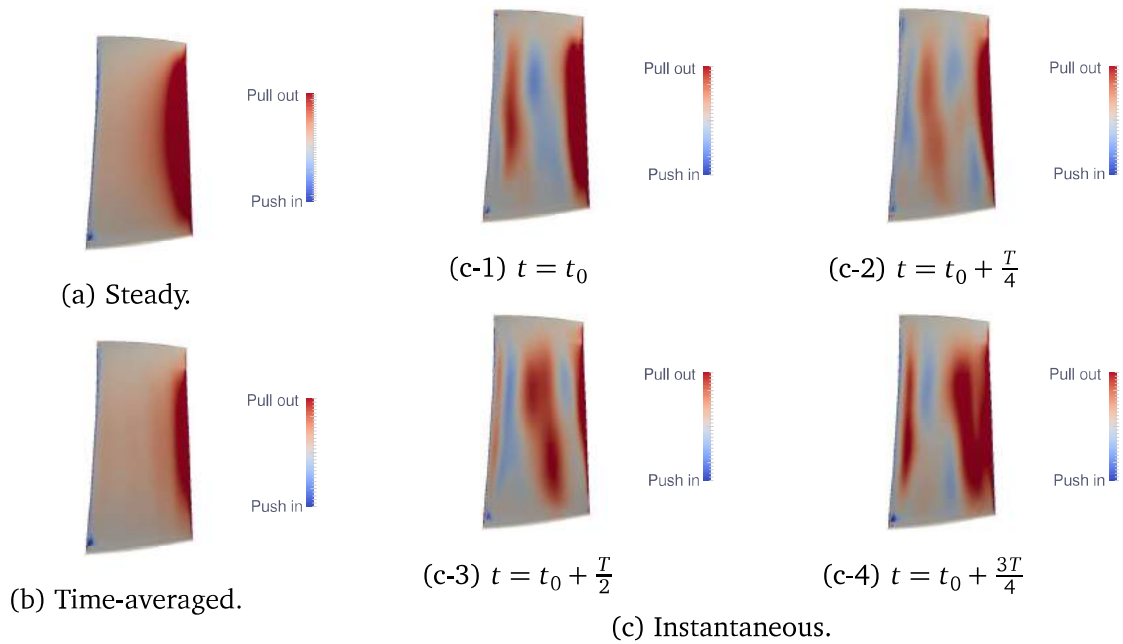 Pull out
Push in
(a) Steady.
Pull out
Push in
(b) Time-averaged.
Pull out
Push in
(c-1) t = t₀
Pull out
Push in
(c-2) t = t₀ + T/4
Pull out
Push in
(c-3) t = t₀ + T/2
Pull out
Push in
(c-4) t = t₀ + 3T/4
(c) Instantaneous.